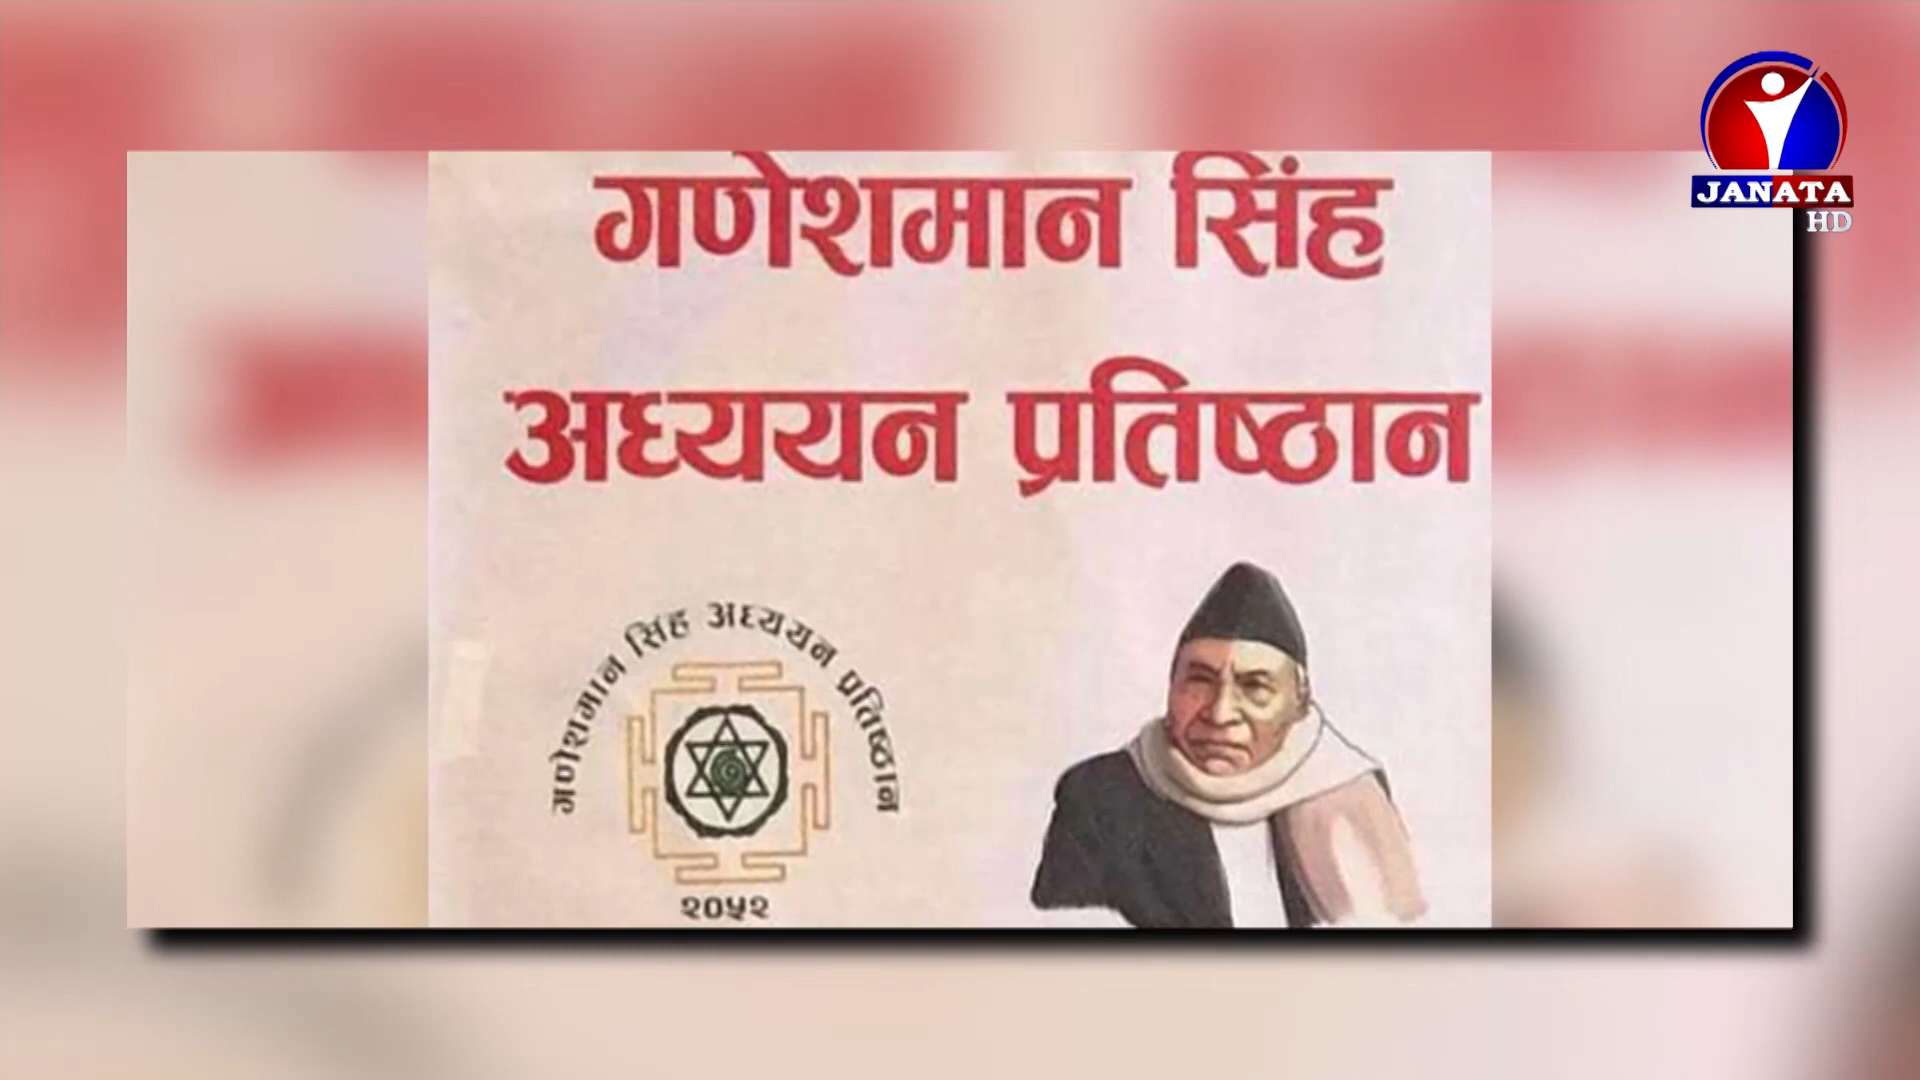 गणेशमान सिंह
अध्ययन प्रतिष्ठान
गणेशमान सिंह अध्ययन प्रतिष्ठान
२०५२
JANATA
HD